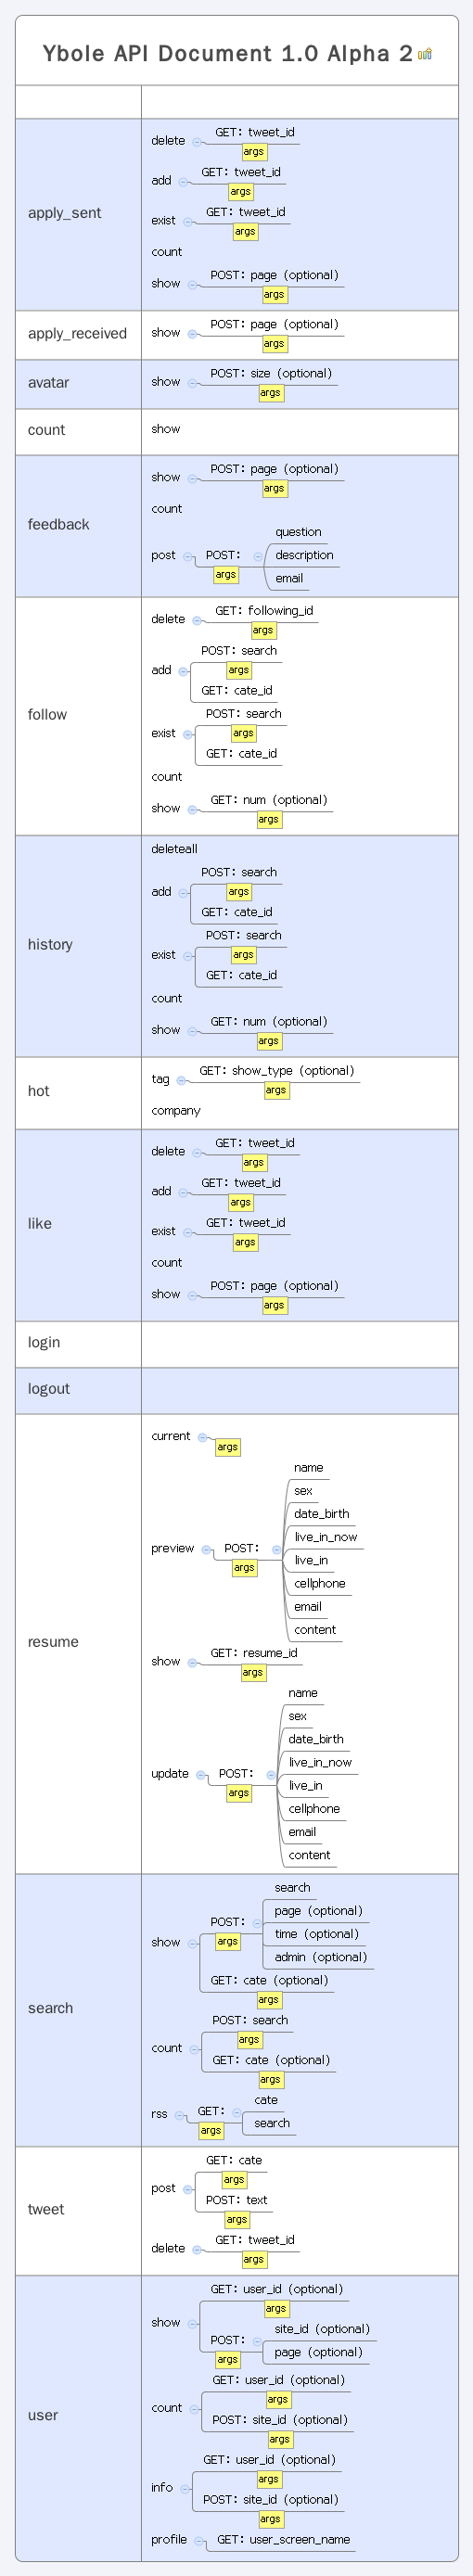 Ybole API Document 1.0 Alpha 2
apply_sent
delete
GET: tweet_id
args
add
GET: tweet_id
args
exist
GET: tweet_id
args
count
show
POST: page (optional)
args
apply_received
show
POST: page (optional)
args
avatar
show
POST: size (optional)
args
count
show
feedback
show
POST: page (optional)
args
count
post
POST:
args
question
description
email
follow
delete
GET: following_id
args
add
POST: search
args
GET: cate_id
exist
POST: search
args
GET: cate_id
count
show
GET: num (optional)
args
history
deleteall
add
POST: search
args
GET: cate_id
exist
POST: search
args
GET: cate_id
count
show
GET: num (optional)
args
hot
tag
GET: show_type (optional)
args
company
like
delete
GET: tweet_id
args
add
GET: tweet_id
args
exist
GET: tweet_id
args
count
show
POST: page (optional)
args
login
logout
resume
current
args
preview
POST:
args
name
sex
date_birth
live_in_now
live_in
cellphone
email
content
show
GET: resume_id
args
update
POST:
args
name
sex
date_birth
live_in_now
live_in
cellphone
email
content
search
show
POST:
args
search
page (optional)
time (optional)
admin (optional)
GET: cate (optional)
args
count
POST: search
args
GET: cate (optional)
args
rss
GET:
args
cate
search
tweet
post
GET: cate
args
POST: text
args
delete
GET: tweet_id
args
user
show
GET: user_id (optional)
args
POST:
args
site_id (optional)
page (optional)
count
GET: user_id (optional)
args
POST: site_id (optional)
args
info
GET: user_id (optional)
args
POST: site_id (optional)
args
profile
GET: user_screen_name